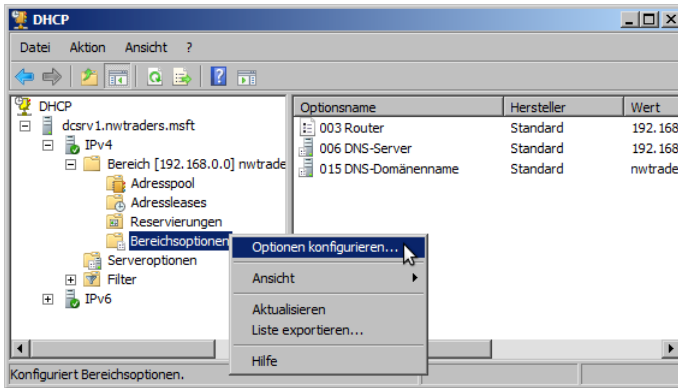 DHCP
Datei Aktion Ansicht ?
DHCP
dcsrv1.nwtraders.msft
IPv4
Bereich [192.168.0.0] nwtrade
Adresspool
Adressleases
Reservierungen
Bereichsoptionen
Serveroptionen
Filter
IPv6
Optionsname Hersteller Wert
003 Router Standard 192.168
006 DNS-Server Standard 192.168
015 DNS-Domänenname Standard nwtrade
Optionen konfigurieren...
Ansicht
Aktualisieren
Liste exportieren...
Hilfe
Konfiguriert Bereichsoptionen.